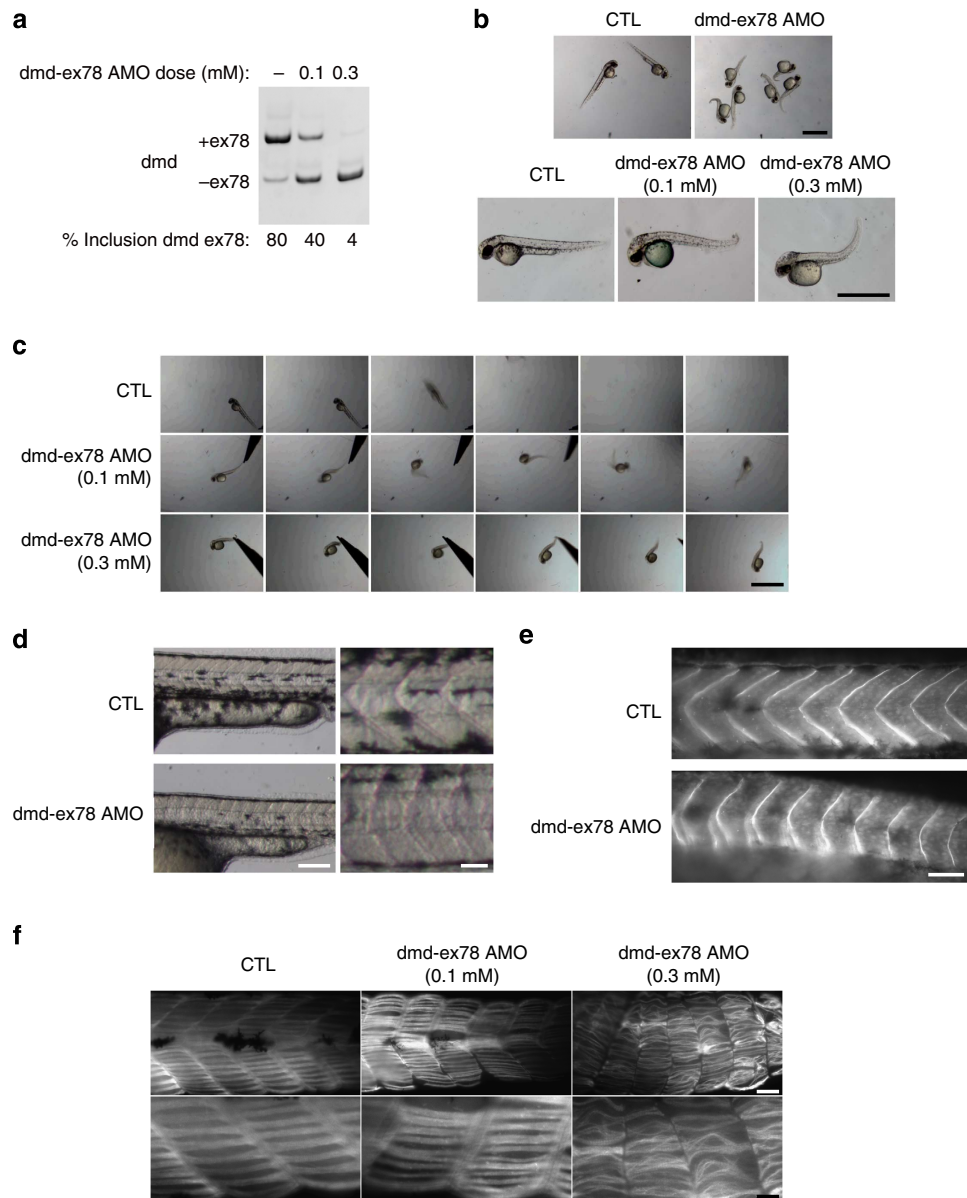 a
dmd-ex78 AMO dose (mM): – 0.1 0.3
+ex78
dmd
–ex78
% Inclusion dmd ex78: 80 40 4
b
CTL dmd-ex78 AMO
CTL dmd-ex78 AMO (0.1 mM) dmd-ex78 AMO (0.3 mM)
c
CTL
dmd-ex78 AMO
(0.1 mM)
dmd-ex78 AMO
(0.3 mM)
d
CTL
dmd-ex78 AMO
e
CTL
dmd-ex78 AMO
f
CTL dmd-ex78 AMO (0.1 mM) dmd-ex78 AMO (0.3 mM)